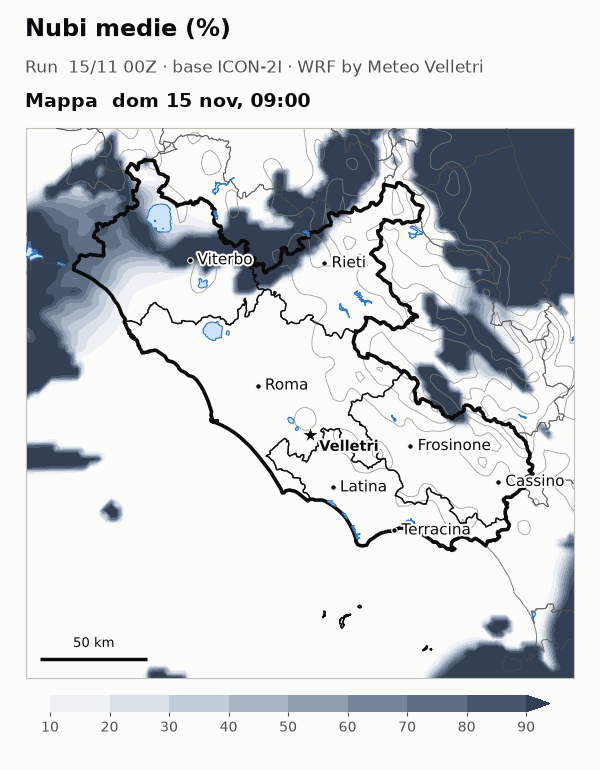 Nubi medie (%)
Run  15/11 00Z · base ICON-2I · WRF by Meteo Velletri
Mappa  dom 15 nov, 09:00
Viterbo
Rieti
Roma
Velletri
Frosinone
Cassino
Latina
Terracina
50 km
10 20 30 40 50 60 70 80 90